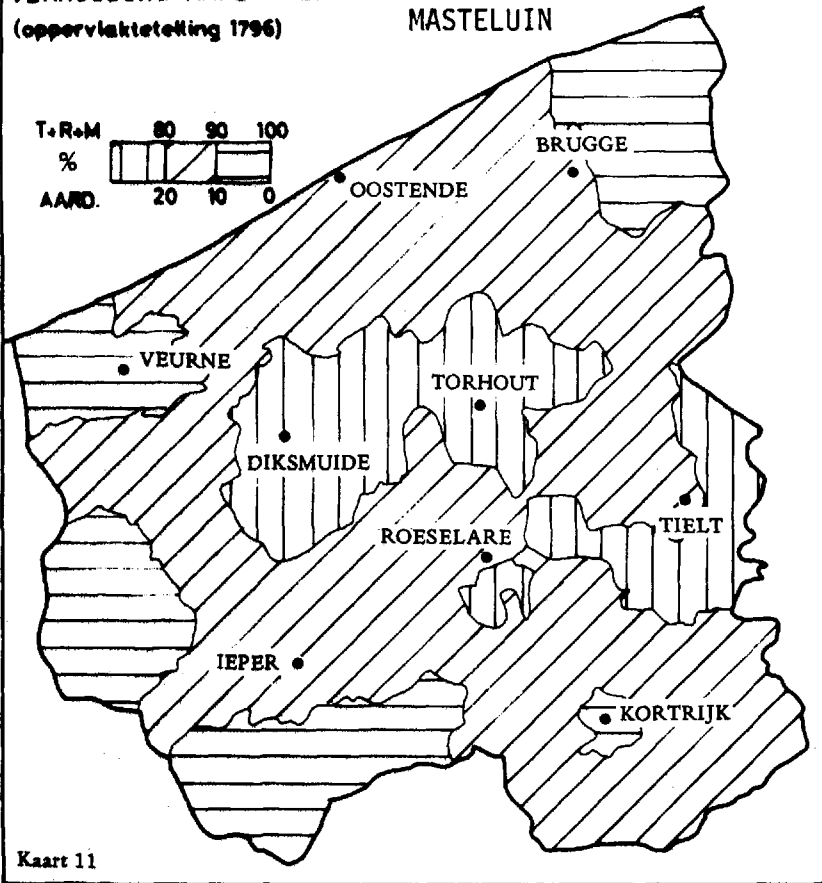 MASTELUIN
(oppervlaktetelling 1796)
T+R+M 80 90 100
%
AARD. 20 10 0
BRUGGE
OOSTENDE
VEURNE
TORHOUT
DIKSMUIDE
ROESELARE
TIELT
IEPER
KORTRIJK
Kaart 11